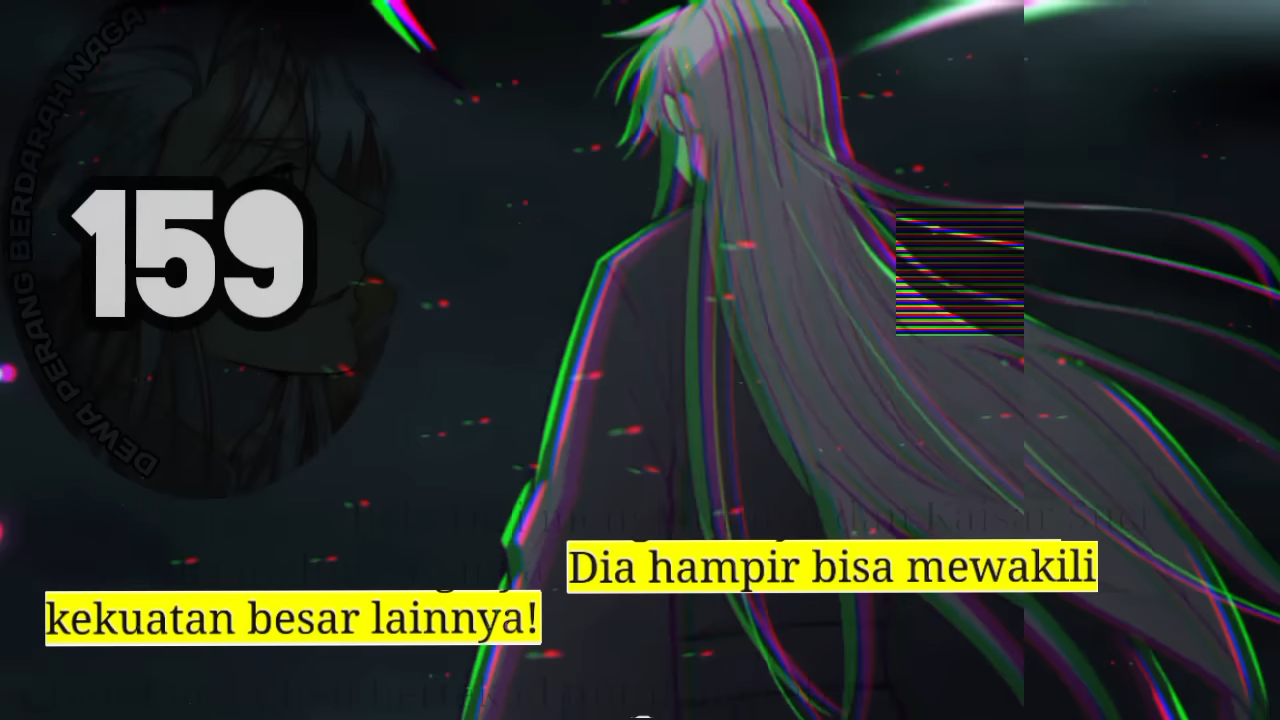 DEWA PERANG BERDARAH NAGA
159
Dia hampir bisa mewakili
kekuatan besar lainnya!